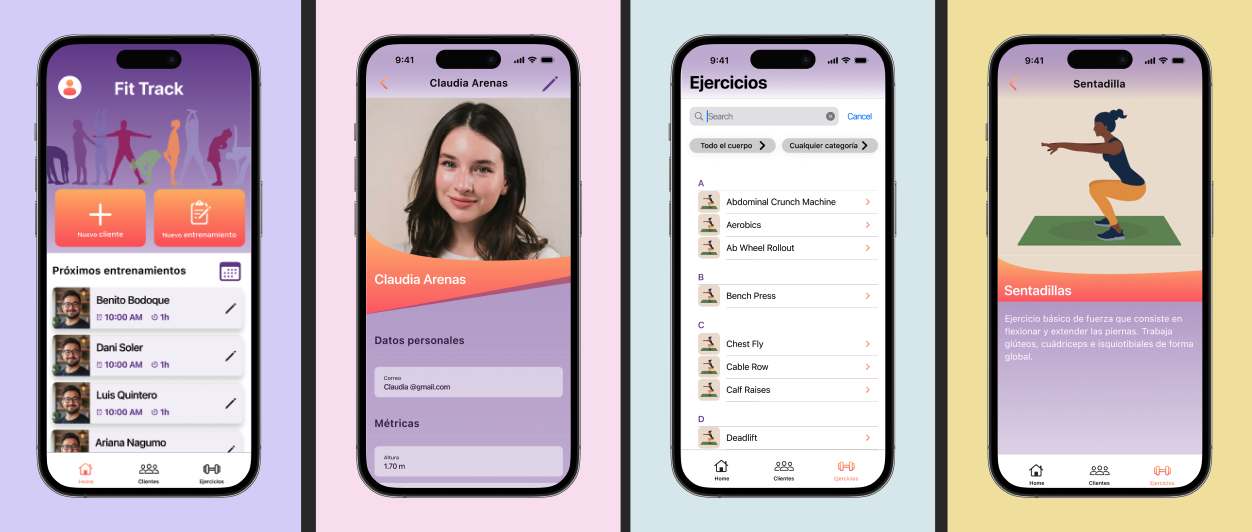 Fit Track
Nuevo cliente
Nuevo entrenamiento
Próximos entrenamientos
Benito Bodoque
10:00 AM 1h
Dani Soler
10:00 AM 1h
Luis Quintero
10:00 AM 1h
Ariana Nagumo
Home Clientes Ejercicios
9:41
Claudia Arenas
Claudia Arenas
Datos personales
Correo
Claudia @gmail.com
Métricas
Altura
1.70 m
9:41
Ejercicios
Search Cancel
Todo el cuerpo Cualquier categoría
A
Abdominal Crunch Machine
Aerobics
Ab Wheel Rollout
B
Bench Press
C
Chest Fly
Cable Row
Calf Raises
D
Deadlift
Home Clientes Ejercicios
9:41
Sentadilla
Sentadillas
Ejercicio básico de fuerza que consiste en
flexionar y extender las piernas. Trabaja
glúteos, cuádriceps e isquiotibiales de forma
global.
Home Clientes Ejercicios